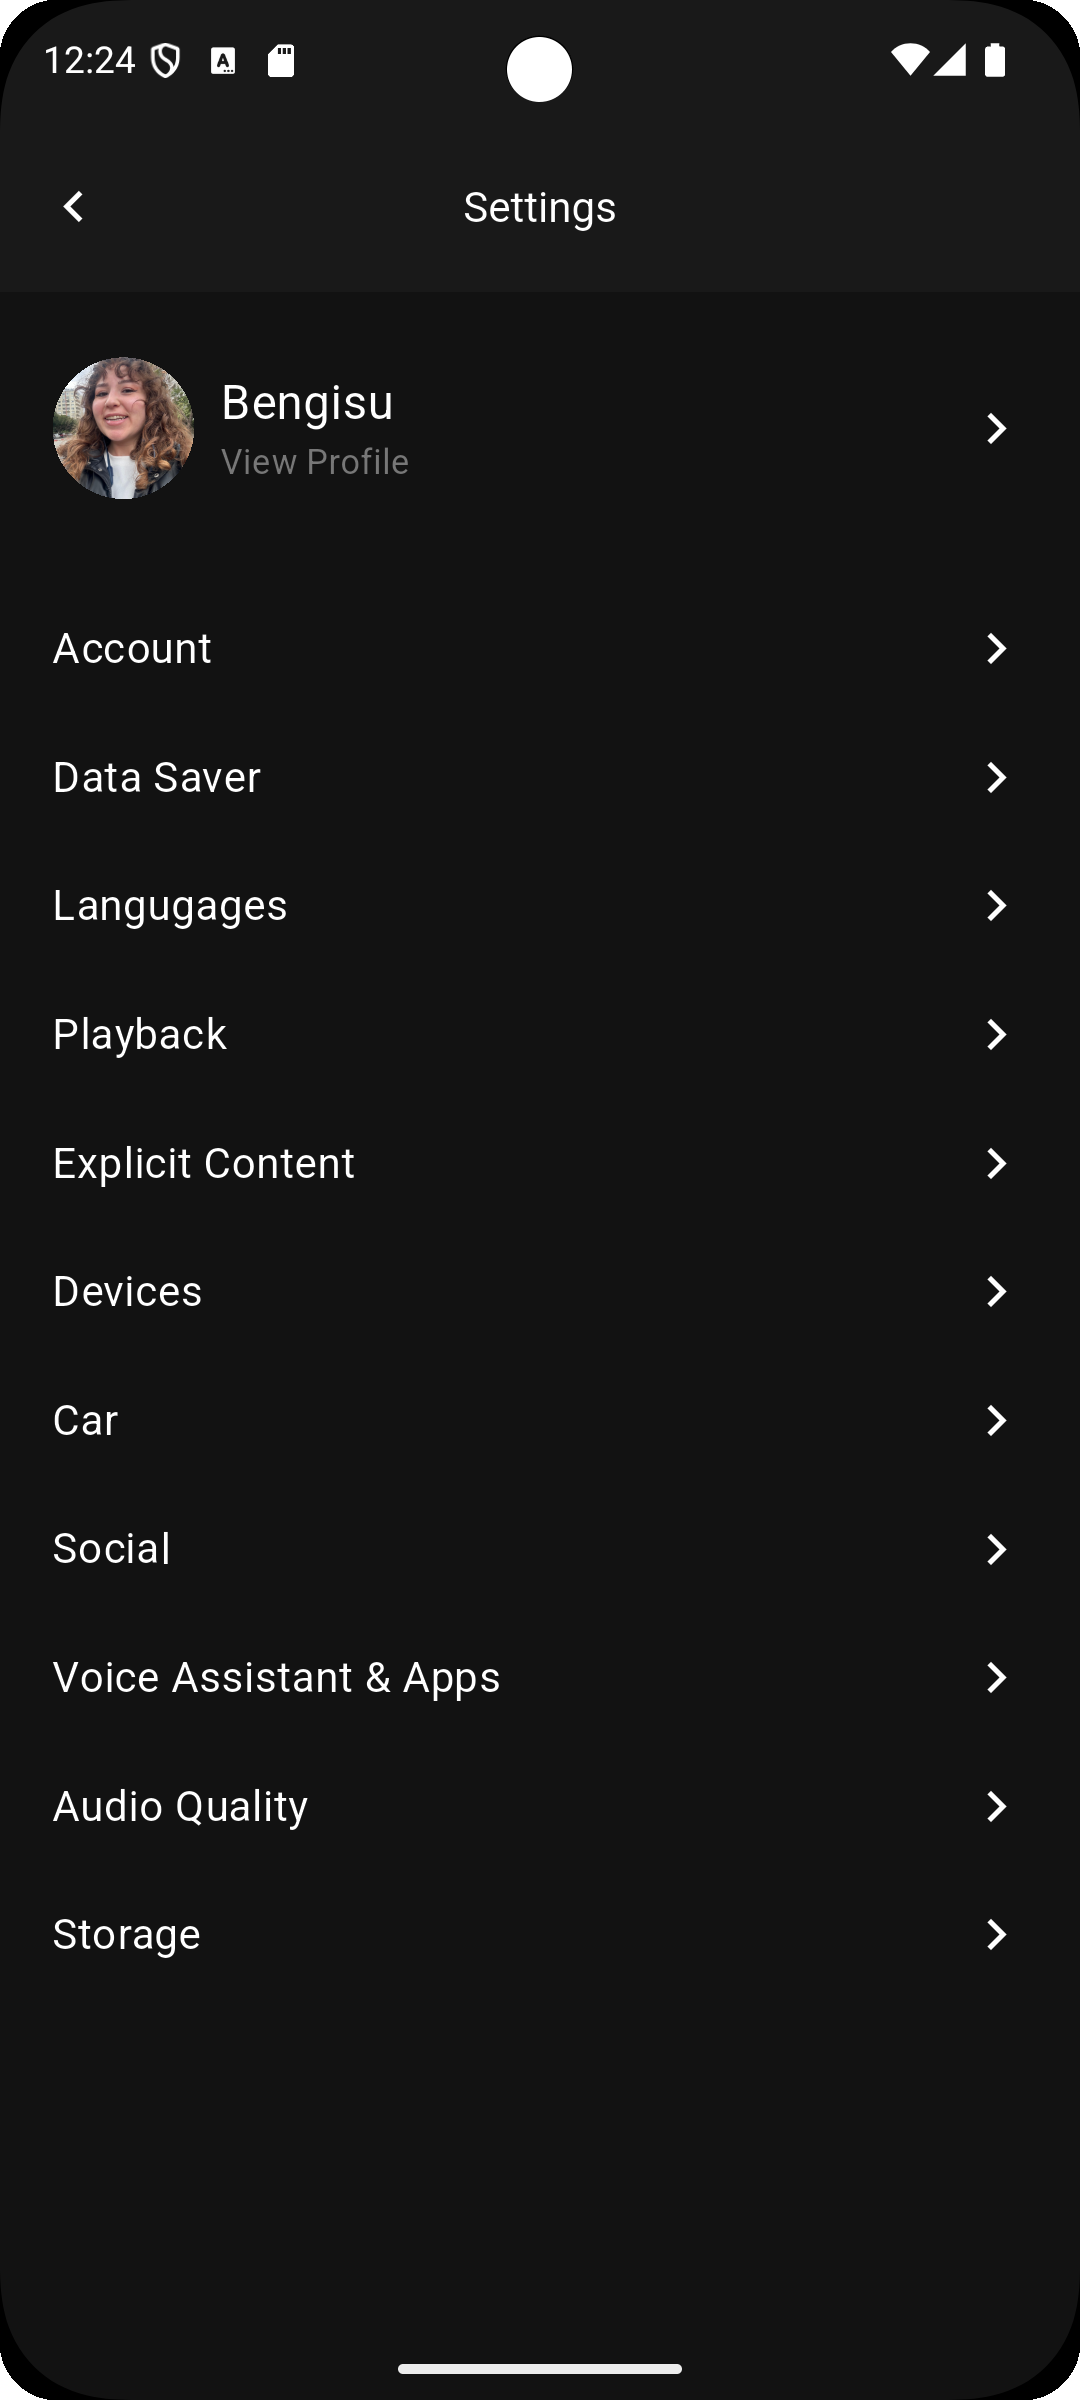 12:24
Settings
Bengisu
View Profile
Account
Data Saver
Langugages
Playback
Explicit Content
Devices
Car
Social
Voice Assistant & Apps
Audio Quality
Storage